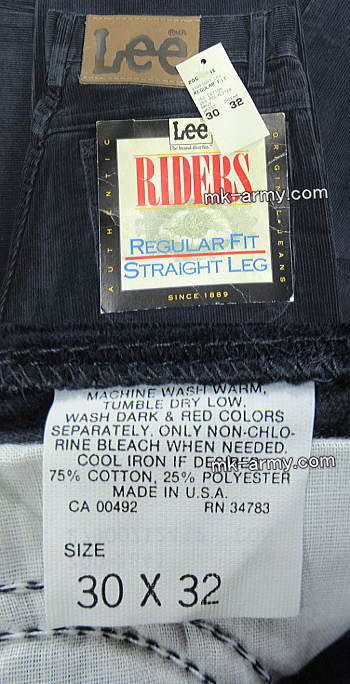 Lee
MR
REGULAR FIT
30 32
Lee
The brand that fits.
RIDERS
AUTHENTIC
ORIGINAL JEANS
mk-army.com
REGULAR FIT
STRAIGHT LEG
SINCE 1889
MACHINE WASH WARM,
TUMBLE DRY LOW.
WASH DARK & RED COLORS
SEPARATELY. ONLY NON-CHLO-
RINE BLEACH WHEN NEEDED.
COOL IRON IF DESIRED
mk-army.com
75% COTTON, 25% POLYESTER
MADE IN U.S.A.
CA 00492 RN 34783
SIZE
30 X 32